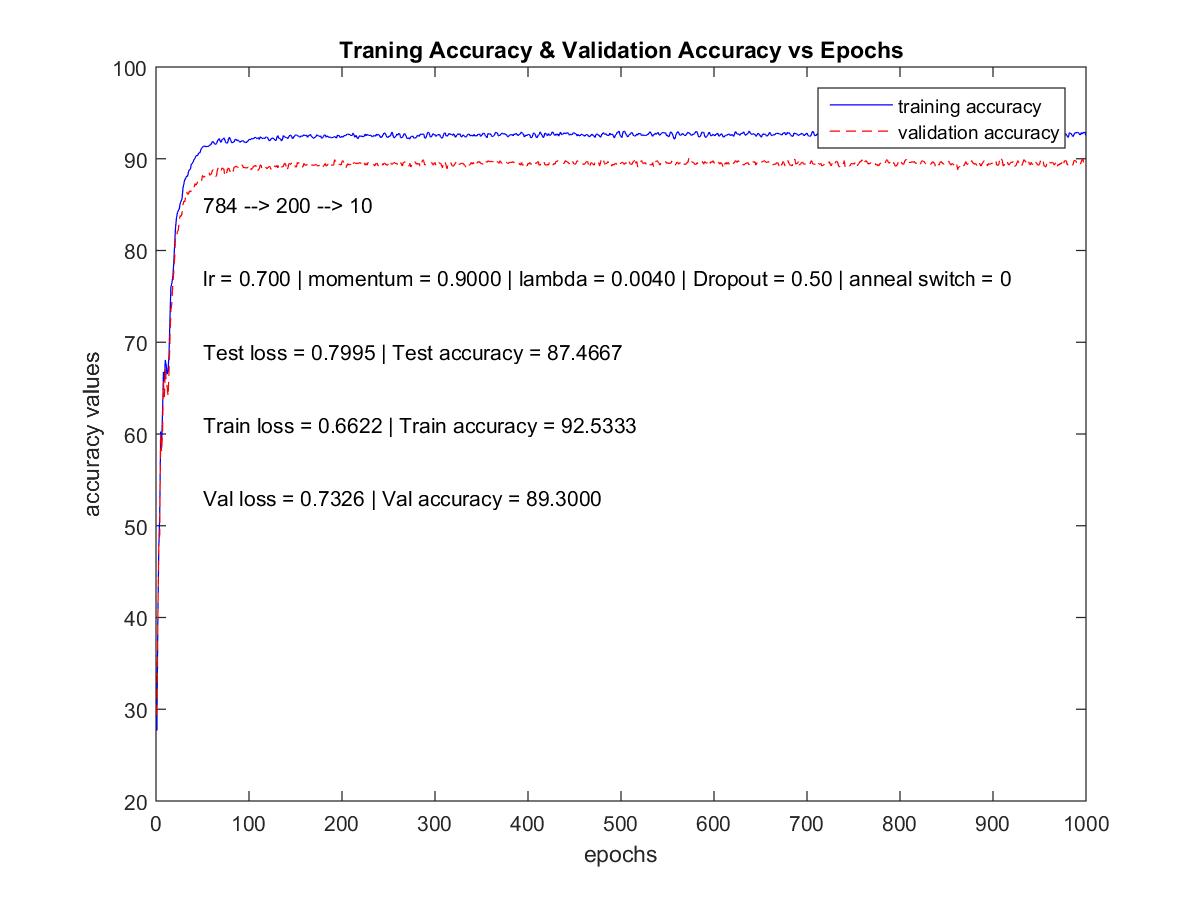 Traning Accuracy & Validation Accuracy vs Epochs
100
90
80
70
60
50
40
30
20
accuracy values
training accuracy
validation accuracy
784 --> 200 --> 10
lr = 0.700 | momentum = 0.9000 | lambda = 0.0040 | Dropout = 0.50 | anneal switch = 0
Test loss = 0.7995 | Test accuracy = 87.4667
Train loss = 0.6622 | Train accuracy = 92.5333
Val loss = 0.7326 | Val accuracy = 89.3000
0 100 200 300 400 500 600 700 800 900 1000
epochs